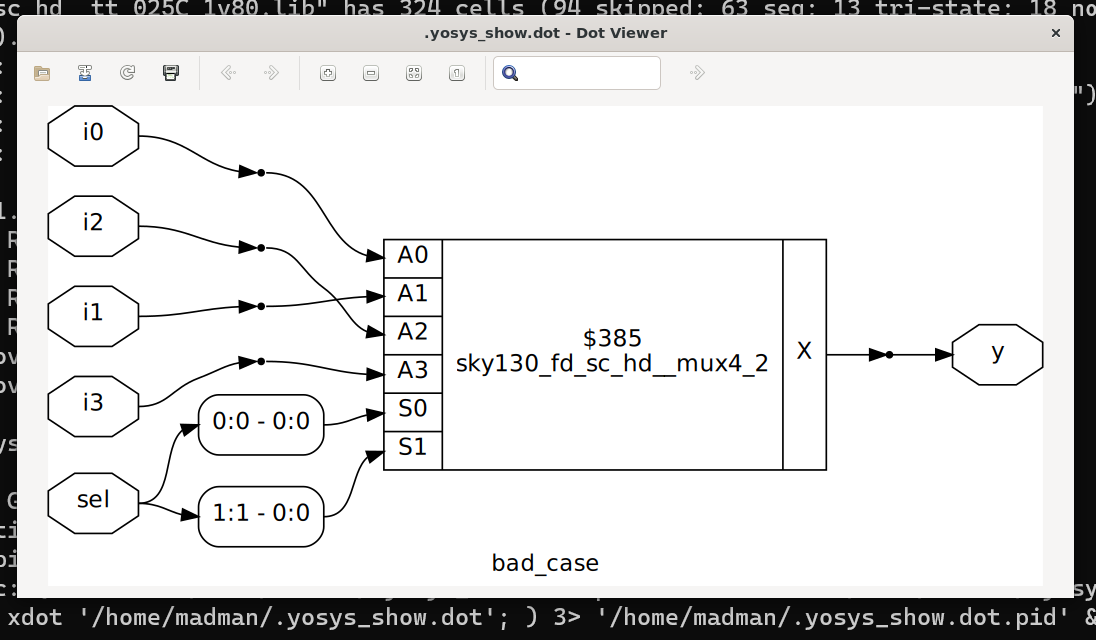 sc_hd__tt_025C_1v80.lib" has 324 cells (94 skipped: 63 seq; 13 tri-state; 18 no
.yosys_show.dot - Dot Viewer
i0
i2
i1
i3
sel
0:0 - 0:0
1:1 - 0:0
A0
A1
A2
A3
S0
S1
$385
sky130_fd_sc_hd__mux4_2
X
y
bad_case
xdot '/home/madman/.yosys_show.dot'; ) 3> '/home/madman/.yosys_show.dot.pid' &